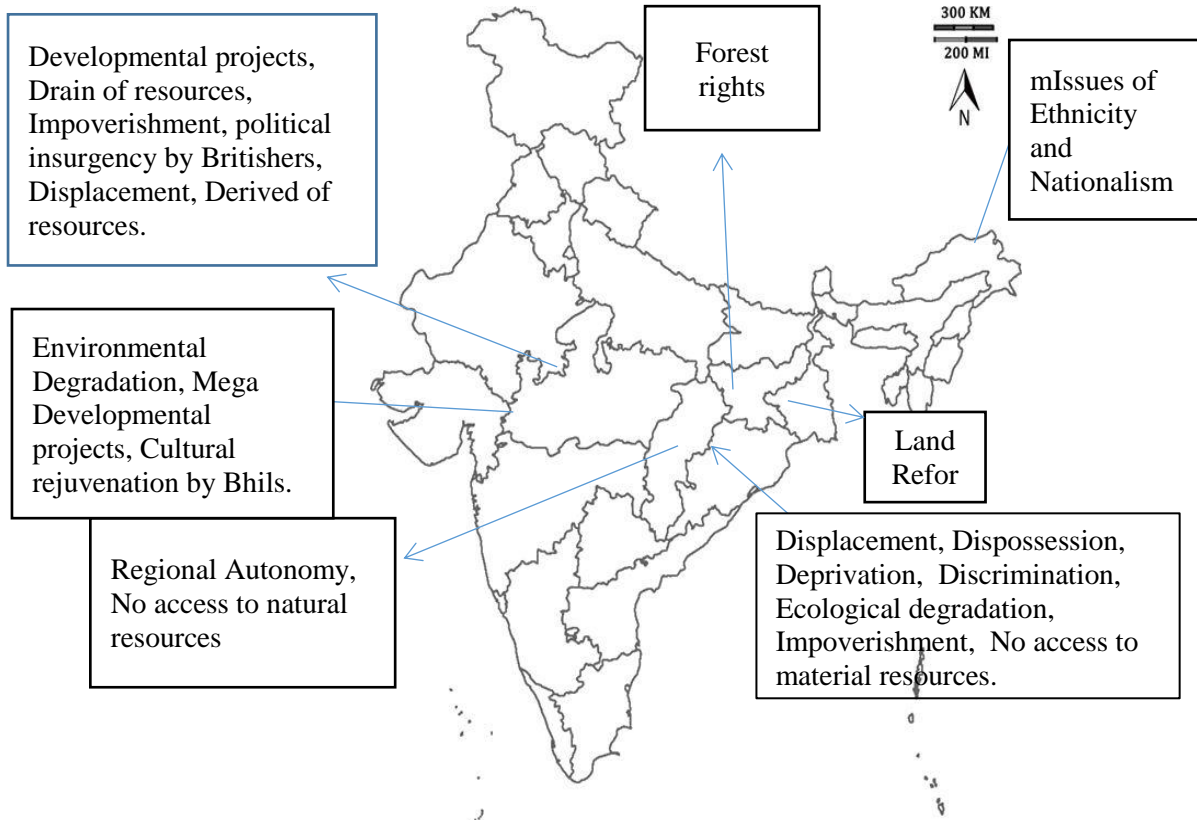 Developmental projects,
Drain of resources,
Impoverishment, political
insurgency by Britishers,
Displacement, Derived of
resources.
Forest
rights
300 KM
200 MI
N
mIssues of
Ethnicity
and
Nationalism
Environmental
Degradation, Mega
Developmental
projects, Cultural
rejuvenation by Bhils.
Land
Refor
Regional Autonomy,
No access to natural
resources
Displacement, Dispossession,
Deprivation, Discrimination,
Ecological degradation,
Impoverishment, No access to
material resources.